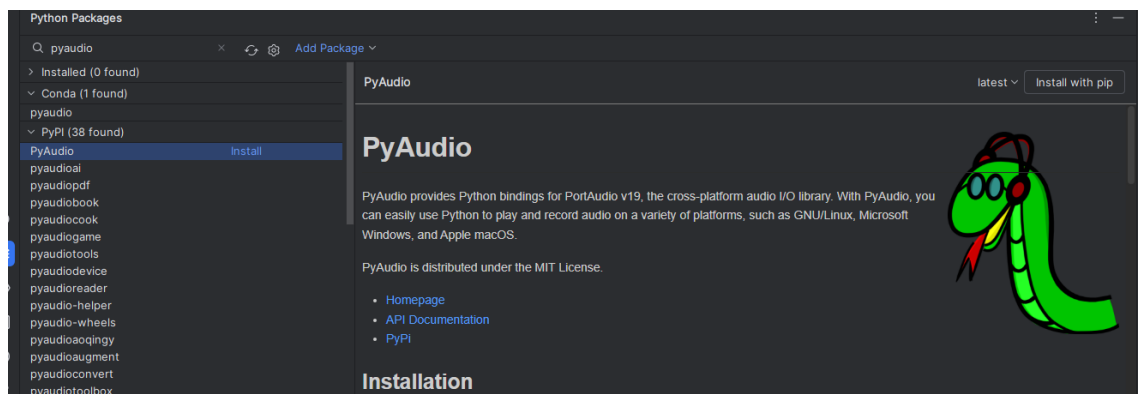 Python Packages
pyaudio
Add Package
Installed (0 found)
Conda (1 found)
pyaudio
PyPI (38 found)
PyAudio Install
pyaudioai
pyaudiopdf
pyaudiobook
pyaudiocook
pyaudiogame
pyaudiotools
pyaudiodevice
pyaudioreader
pyaudio-helper
pyaudio-wheels
pyaudioaoqingy
pyaudioaugment
pyaudioconvert
pyaudiotoolbox
PyAudio
latest Install with pip
PyAudio
PyAudio provides Python bindings for PortAudio v19, the cross-platform audio I/O library. With PyAudio, you
can easily use Python to play and record audio on a variety of platforms, such as GNU/Linux, Microsoft
Windows, and Apple macOS.
PyAudio is distributed under the MIT License.
Homepage
API Documentation
PyPi
Installation